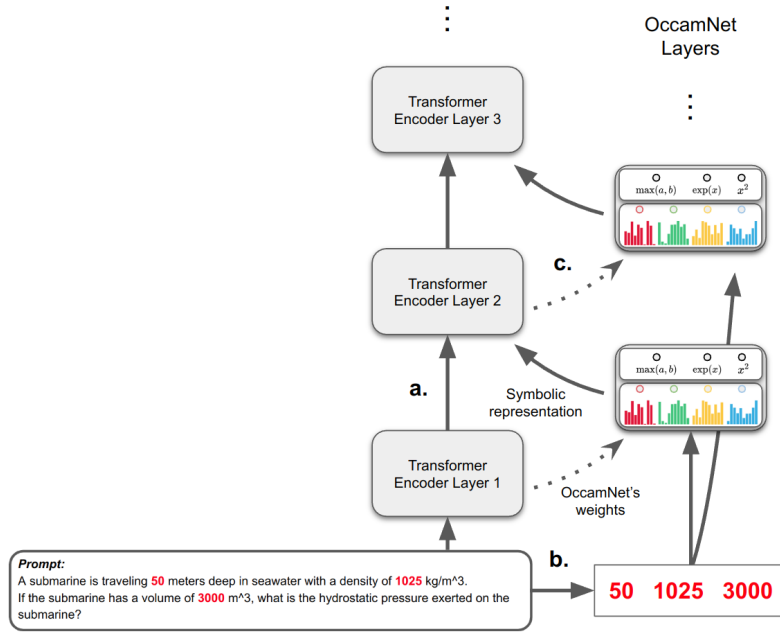 OccamNet
Layers
Transformer
Encoder Layer 3
max(a, b) exp(x) x²
c.
Transformer
Encoder Layer 2
max(a, b) exp(x) x²
a.
Symbolic
representation
Transformer
Encoder Layer 1
OccamNet's
weights
b.
Prompt:
A submarine is traveling 50 meters deep in seawater with a density of 1025 kg/m^3.
If the submarine has a volume of 3000 m^3, what is the hydrostatic pressure exerted on the
submarine?
50 1025 3000